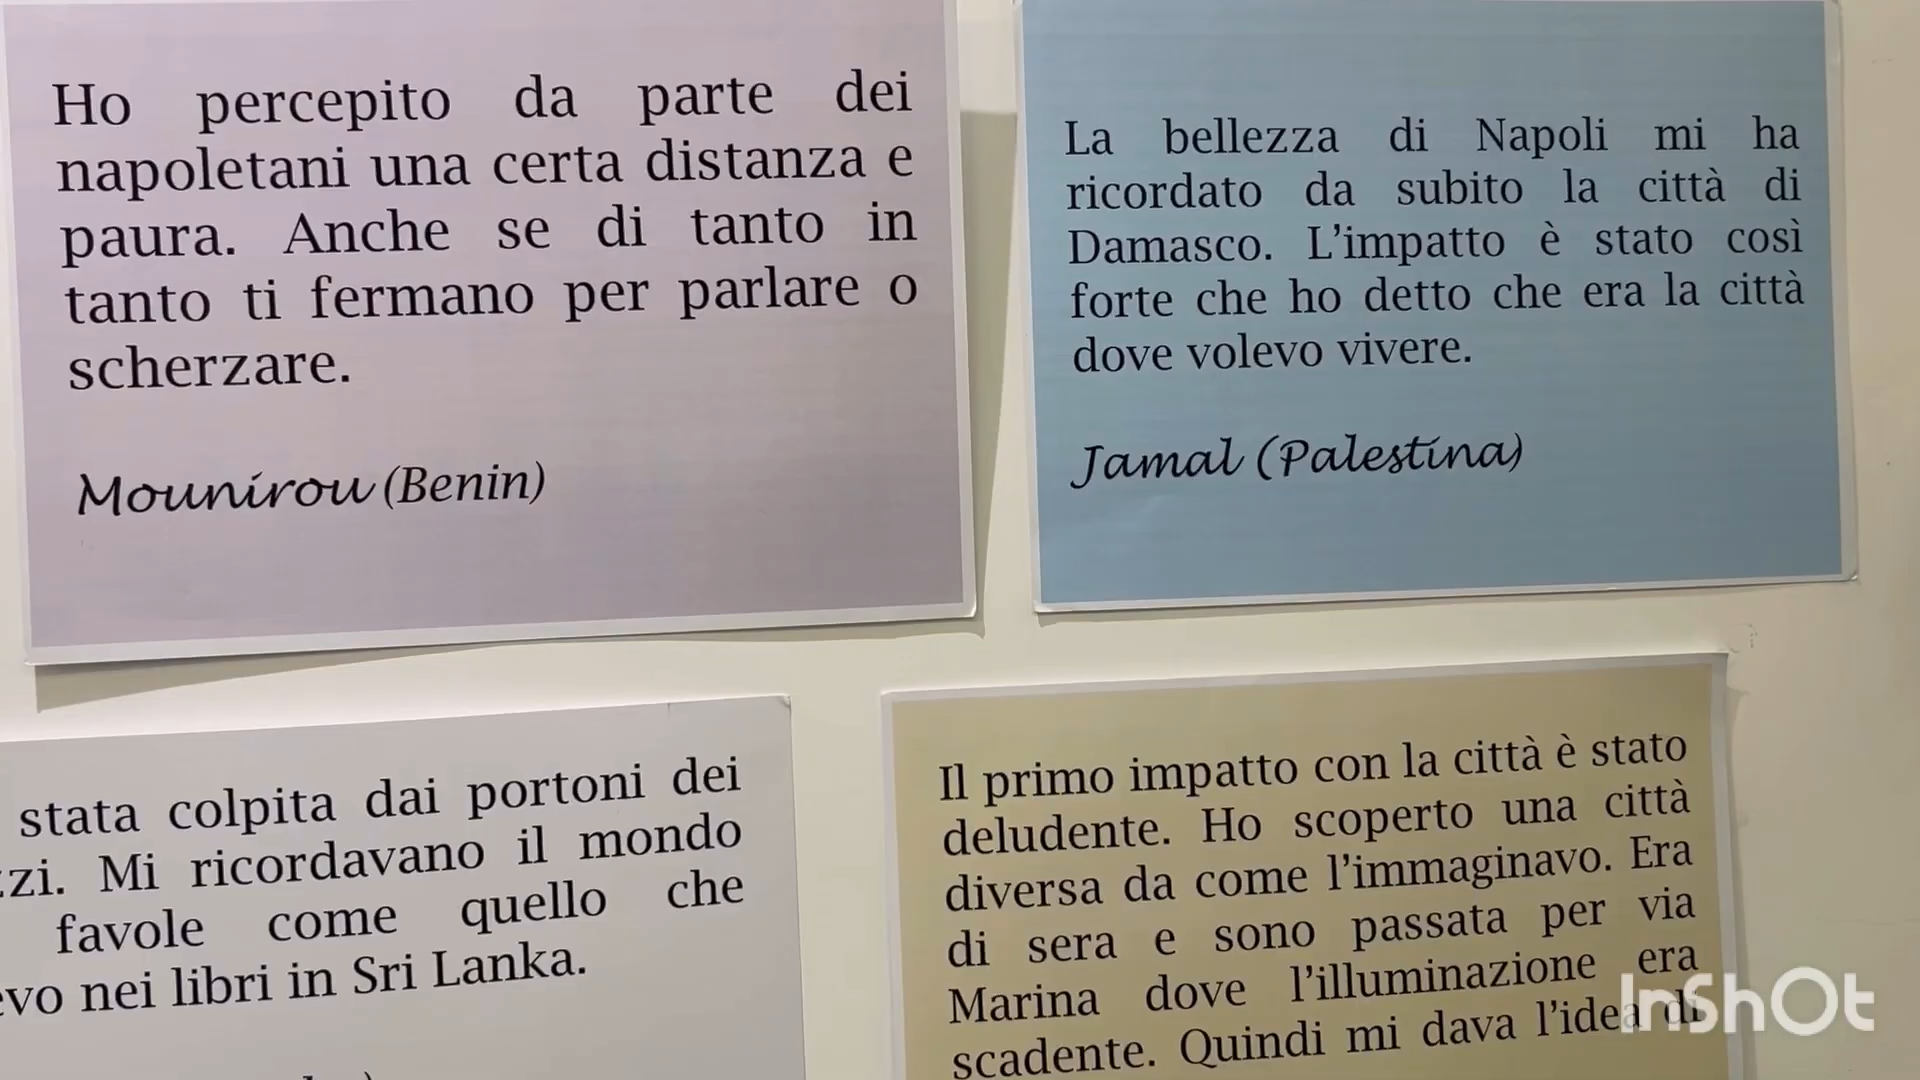 Ho percepito da parte dei
napoletani una certa distanza e
paura. Anche se di tanto in
tanto ti fermano per parlare o
scherzare.
Mounirou (Benin)
La bellezza di Napoli mi ha
ricordato da subito la città di
Damasco. L'impatto è stato così
forte che ho detto che era la città
dove volevo vivere.
Jamal (Palestina)
stata colpita dai portoni dei
zi. Mi ricordavano il mondo
favole come quello che
vo nei libri in Sri Lanka.
Il primo impatto con la città è stato
deludente. Ho scoperto una città
diversa da come l'immaginavo. Era
di sera e sono passata per via
Marina dove l'illuminazione era
scadente. Quindi mi dava l'idea di
InShOt